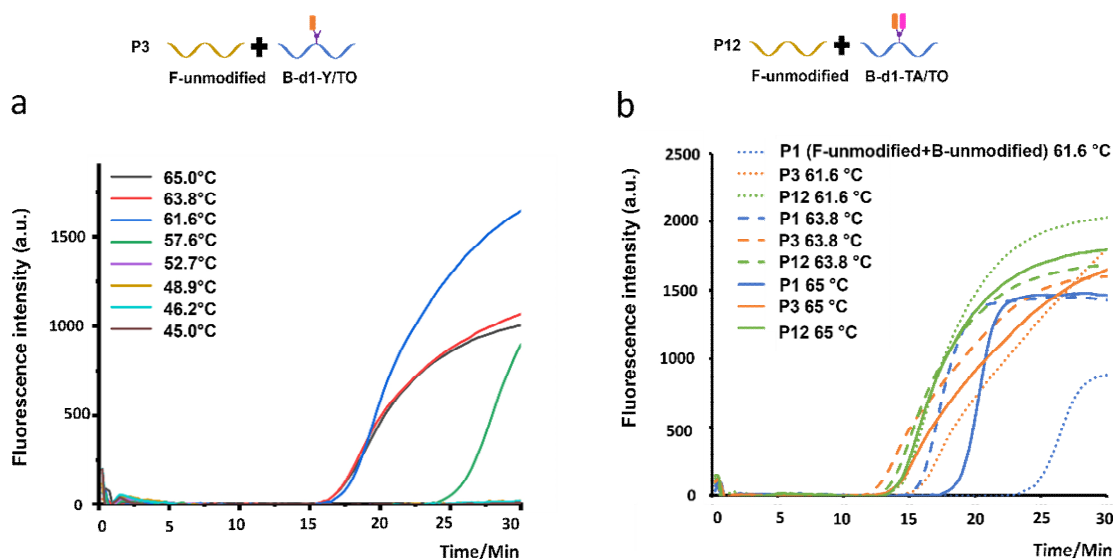 P3
F-unmodified
B-d1-Y/TO
P12
F-unmodified
B-d1-TA/TO
a
Fluorescence intensity (a.u.)
1500
1000
500
0
65.0°C
63.8°C
61.6°C
57.6°C
52.7°C
48.9°C
46.2°C
45.0°C
0
5
10
15
20
25
30
Time/Min
b
Fluorescence intensity (a.u.)
2500
2000
1500
1000
500
0
P1 (F-unmodified+B-unmodified) 61.6 °C
P3 61.6 °C
P12 61.6 °C
P1 63.8 °C
P3 63.8 °C
P12 63.8 °C
P1 65 °C
P3 65 °C
P12 65 °C
0
5
10
15
20
25
30
Time/Min